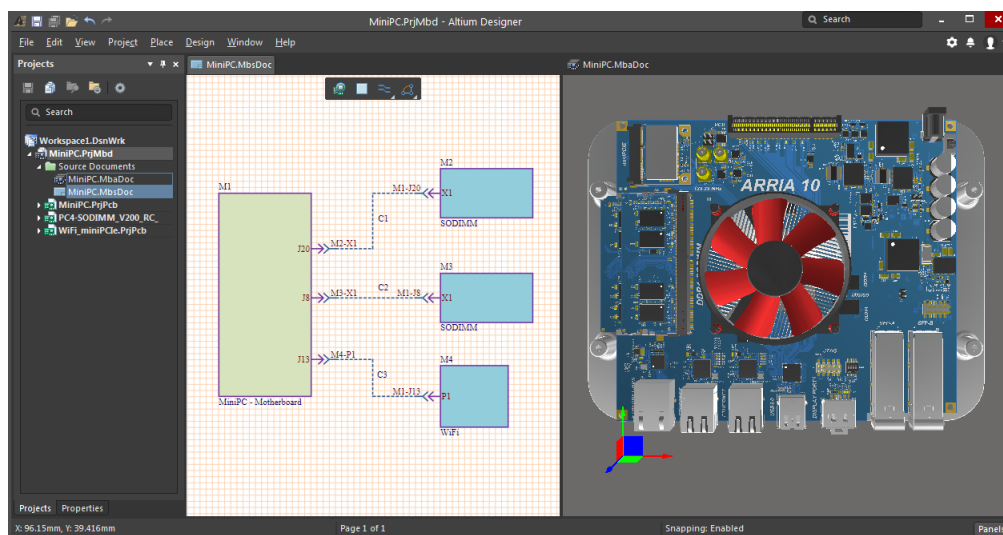 MiniPC.PrjMbd - Altium Designer
Search
File Edit View Project Place Design Window Help
Projects
MiniPC.MbsDoc
MiniPC.MbaDoc
Search
Workspace1.DsnWrk
MiniPC.PrjMbd
Source Documents
MiniPC.MbaDoc
MiniPC.MbsDoc
MiniPC.PrjPcb
PC4-SODIMM_V200_RC_
WiFi_miniPCIe.PrjPcb
M1
J20
M2-X1
J8
M3-X1
J13
M4-P1
MiniPC - Motherboard
C1
C2
C3
M2
M1-J20
X1
SODIMM
M3
M1-J8
X1
SODIMM
M4
M1-J13
P1
WiFi
ARRIA 10
DISPLAY PORT
Projects Properties
X: 96.15mm, Y: 39.416mm
Page 1 of 1
Snapping: Enabled
Panels